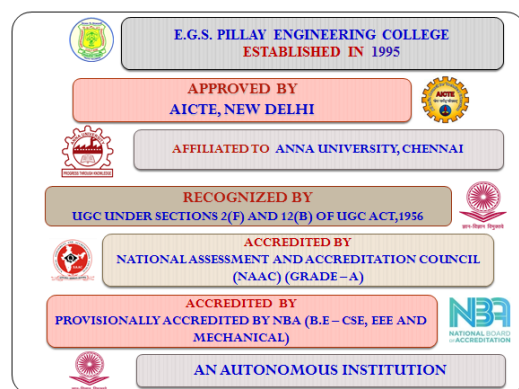 E.G.S. PILLAY ENGINEERING COLLEGE
ESTABLISHED IN 1995
APPROVED BY
AICTE, NEW DELHI
AICTE
AFFILIATED TO ANNA UNIVERSITY, CHENNAI
PROGRESS THROUGH KNOWLEDGE
RECOGNIZED BY
UGC UNDER SECTIONS 2(F) AND 12(B) OF UGC ACT,1956
ज्ञान-विज्ञान विमुक्तये
ACCREDITED BY
NATIONAL ASSESSMENT AND ACCREDITATION COUNCIL
(NAAC) (GRADE – A)
ACCREDITED BY
PROVISIONALLY ACCREDITED BY NBA (B.E – CSE, EEE AND
MECHANICAL)
NBA
NATIONAL BOARD
of ACCREDITATION
AN AUTONOMOUS INSTITUTION